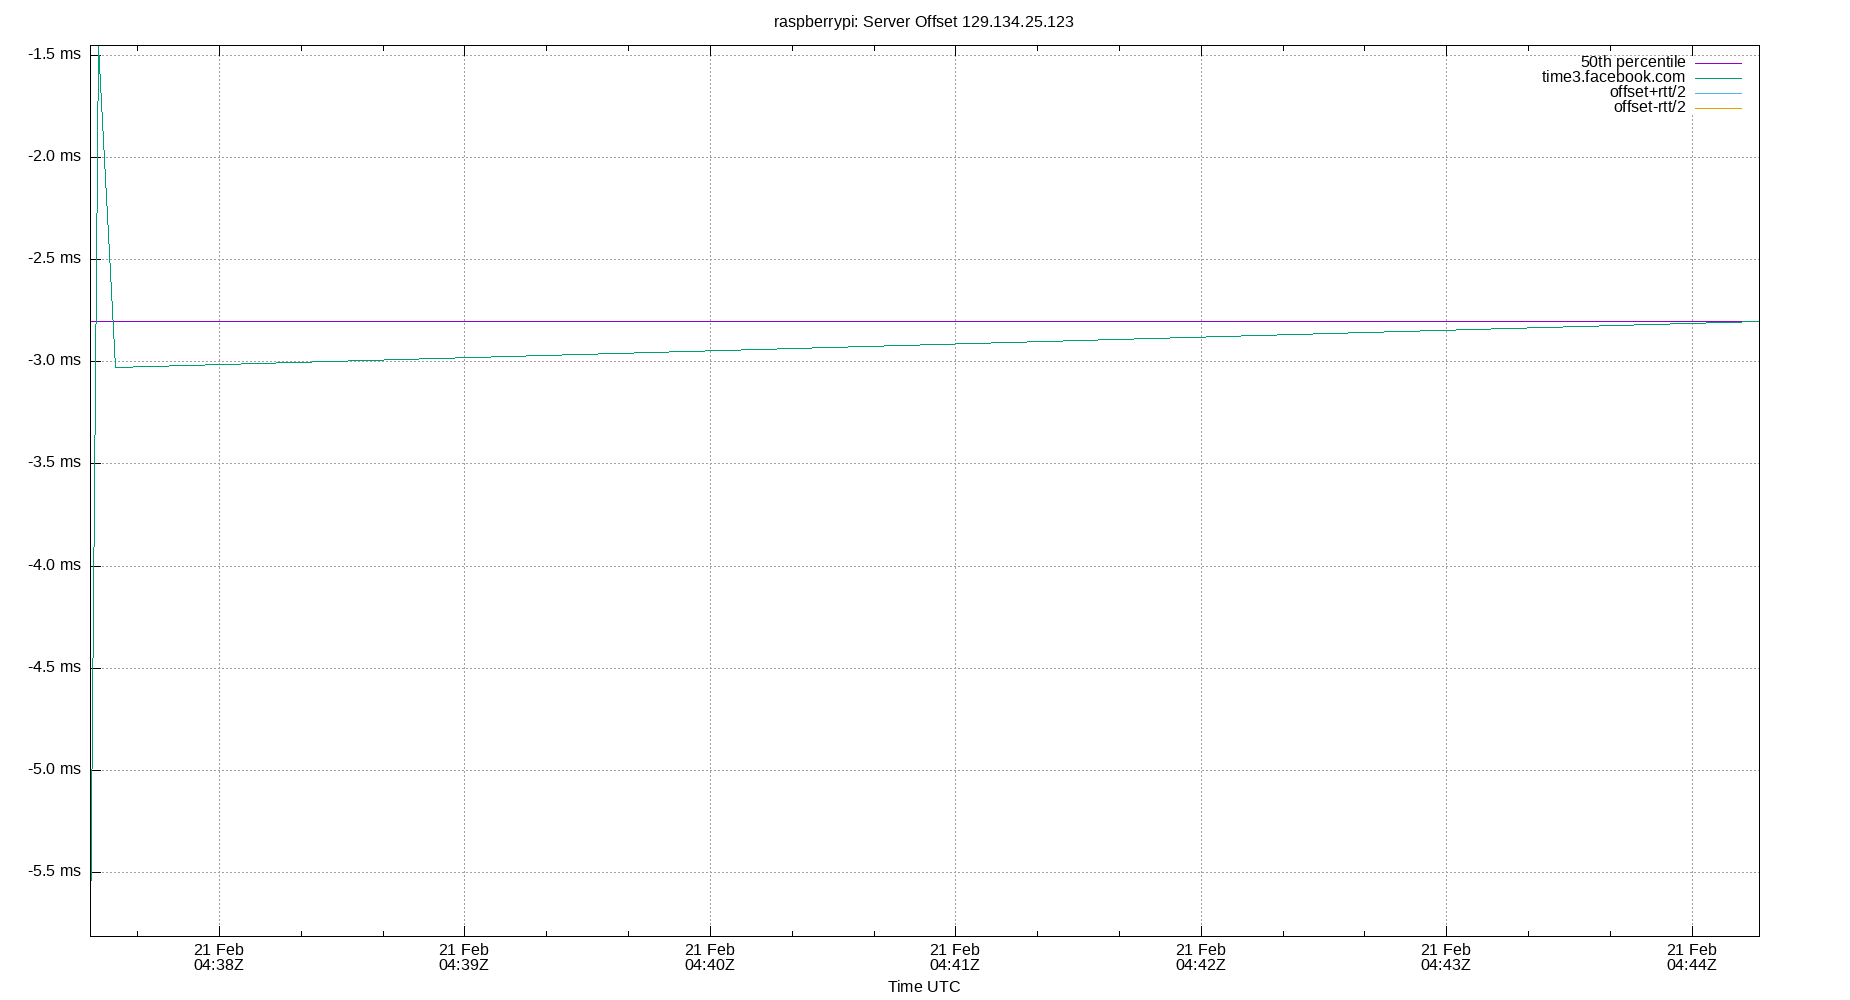 raspberrypi: Server Offset 129.134.25.123
50th percentile
time3.facebook.com
offset+rtt/2
offset-rtt/2
-1.5 ms
-2.0 ms
-2.5 ms
-3.0 ms
-3.5 ms
-4.0 ms
-4.5 ms
-5.0 ms
-5.5 ms
21 Feb 21 Feb 21 Feb 21 Feb 21 Feb 21 Feb 21 Feb
04:38Z 04:39Z 04:40Z 04:41Z 04:42Z 04:43Z 04:44Z
Time UTC